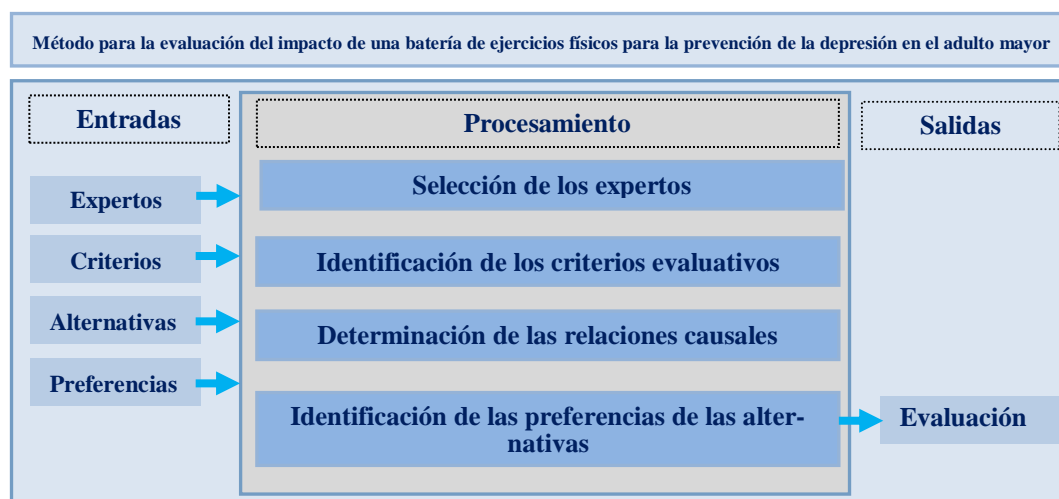 Método para la evaluación del impacto de una batería de ejercicios físicos para la prevención de la depresión en el adulto mayor
Entradas
Procesamiento
Salidas
Expertos
Selección de los expertos
Criterios
Identificación de los criterios evaluativos
Alternativas
Determinación de las relaciones causales
Preferencias
Identificación de las preferencias de las alter-
nativas
Evaluación